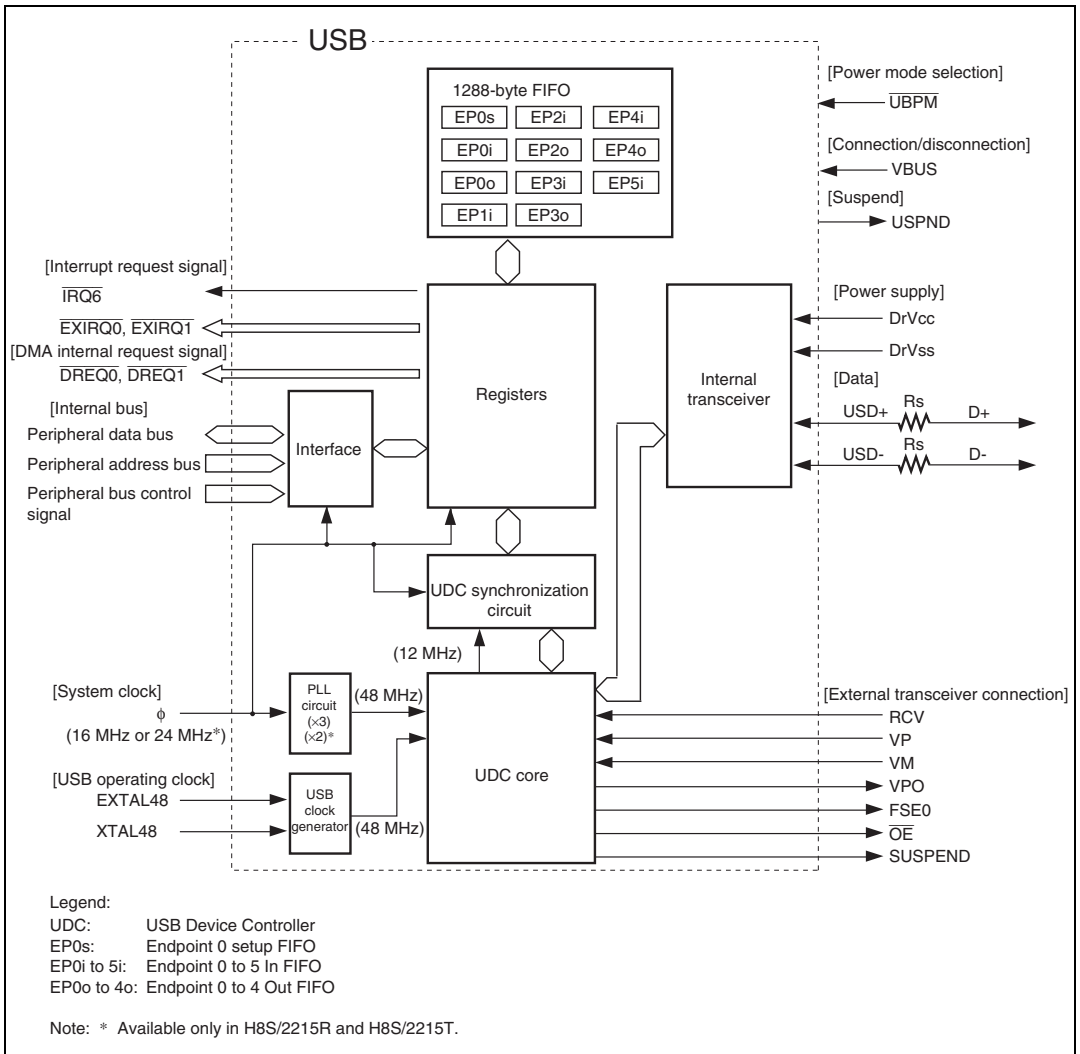 USB
1288-byte FIFO
EP0s EP2i EP4i
EP0i EP2o EP4o
EP0o EP3i EP5i
EP1i EP3o
[Power mode selection]
UBPM
[Connection/disconnection]
VBUS
[Suspend]
USPND
[Interrupt request signal]
IRQ6
EXIRQ0, EXIRQ1
[DMA internal request signal]
DREQ0, DREQ1
[Internal bus]
Peripheral data bus
Peripheral address bus
Peripheral bus control
signal
Interface
Registers
Internal
transceiver
[Power supply]
DrVcc
DrVss
[Data]
USD+ Rs D+
USD- Rs D-
UDC synchronization
circuit
(12 MHz)
[System clock]
ϕ
(16 MHz or 24 MHz*)
PLL
circuit
(×3)
(×2)*
(48 MHz)
[USB operating clock]
EXTAL48
XTAL48
USB
clock
generator
(48 MHz)
UDC core
[External transceiver connection]
RCV
VP
VM
VPO
FSE0
OE
SUSPEND
Legend:
UDC: USB Device Controller
EP0s: Endpoint 0 setup FIFO
EP0i to 5i: Endpoint 0 to 5 In FIFO
EP0o to 4o: Endpoint 0 to 4 Out FIFO
Note: * Available only in H8S/2215R and H8S/2215T.